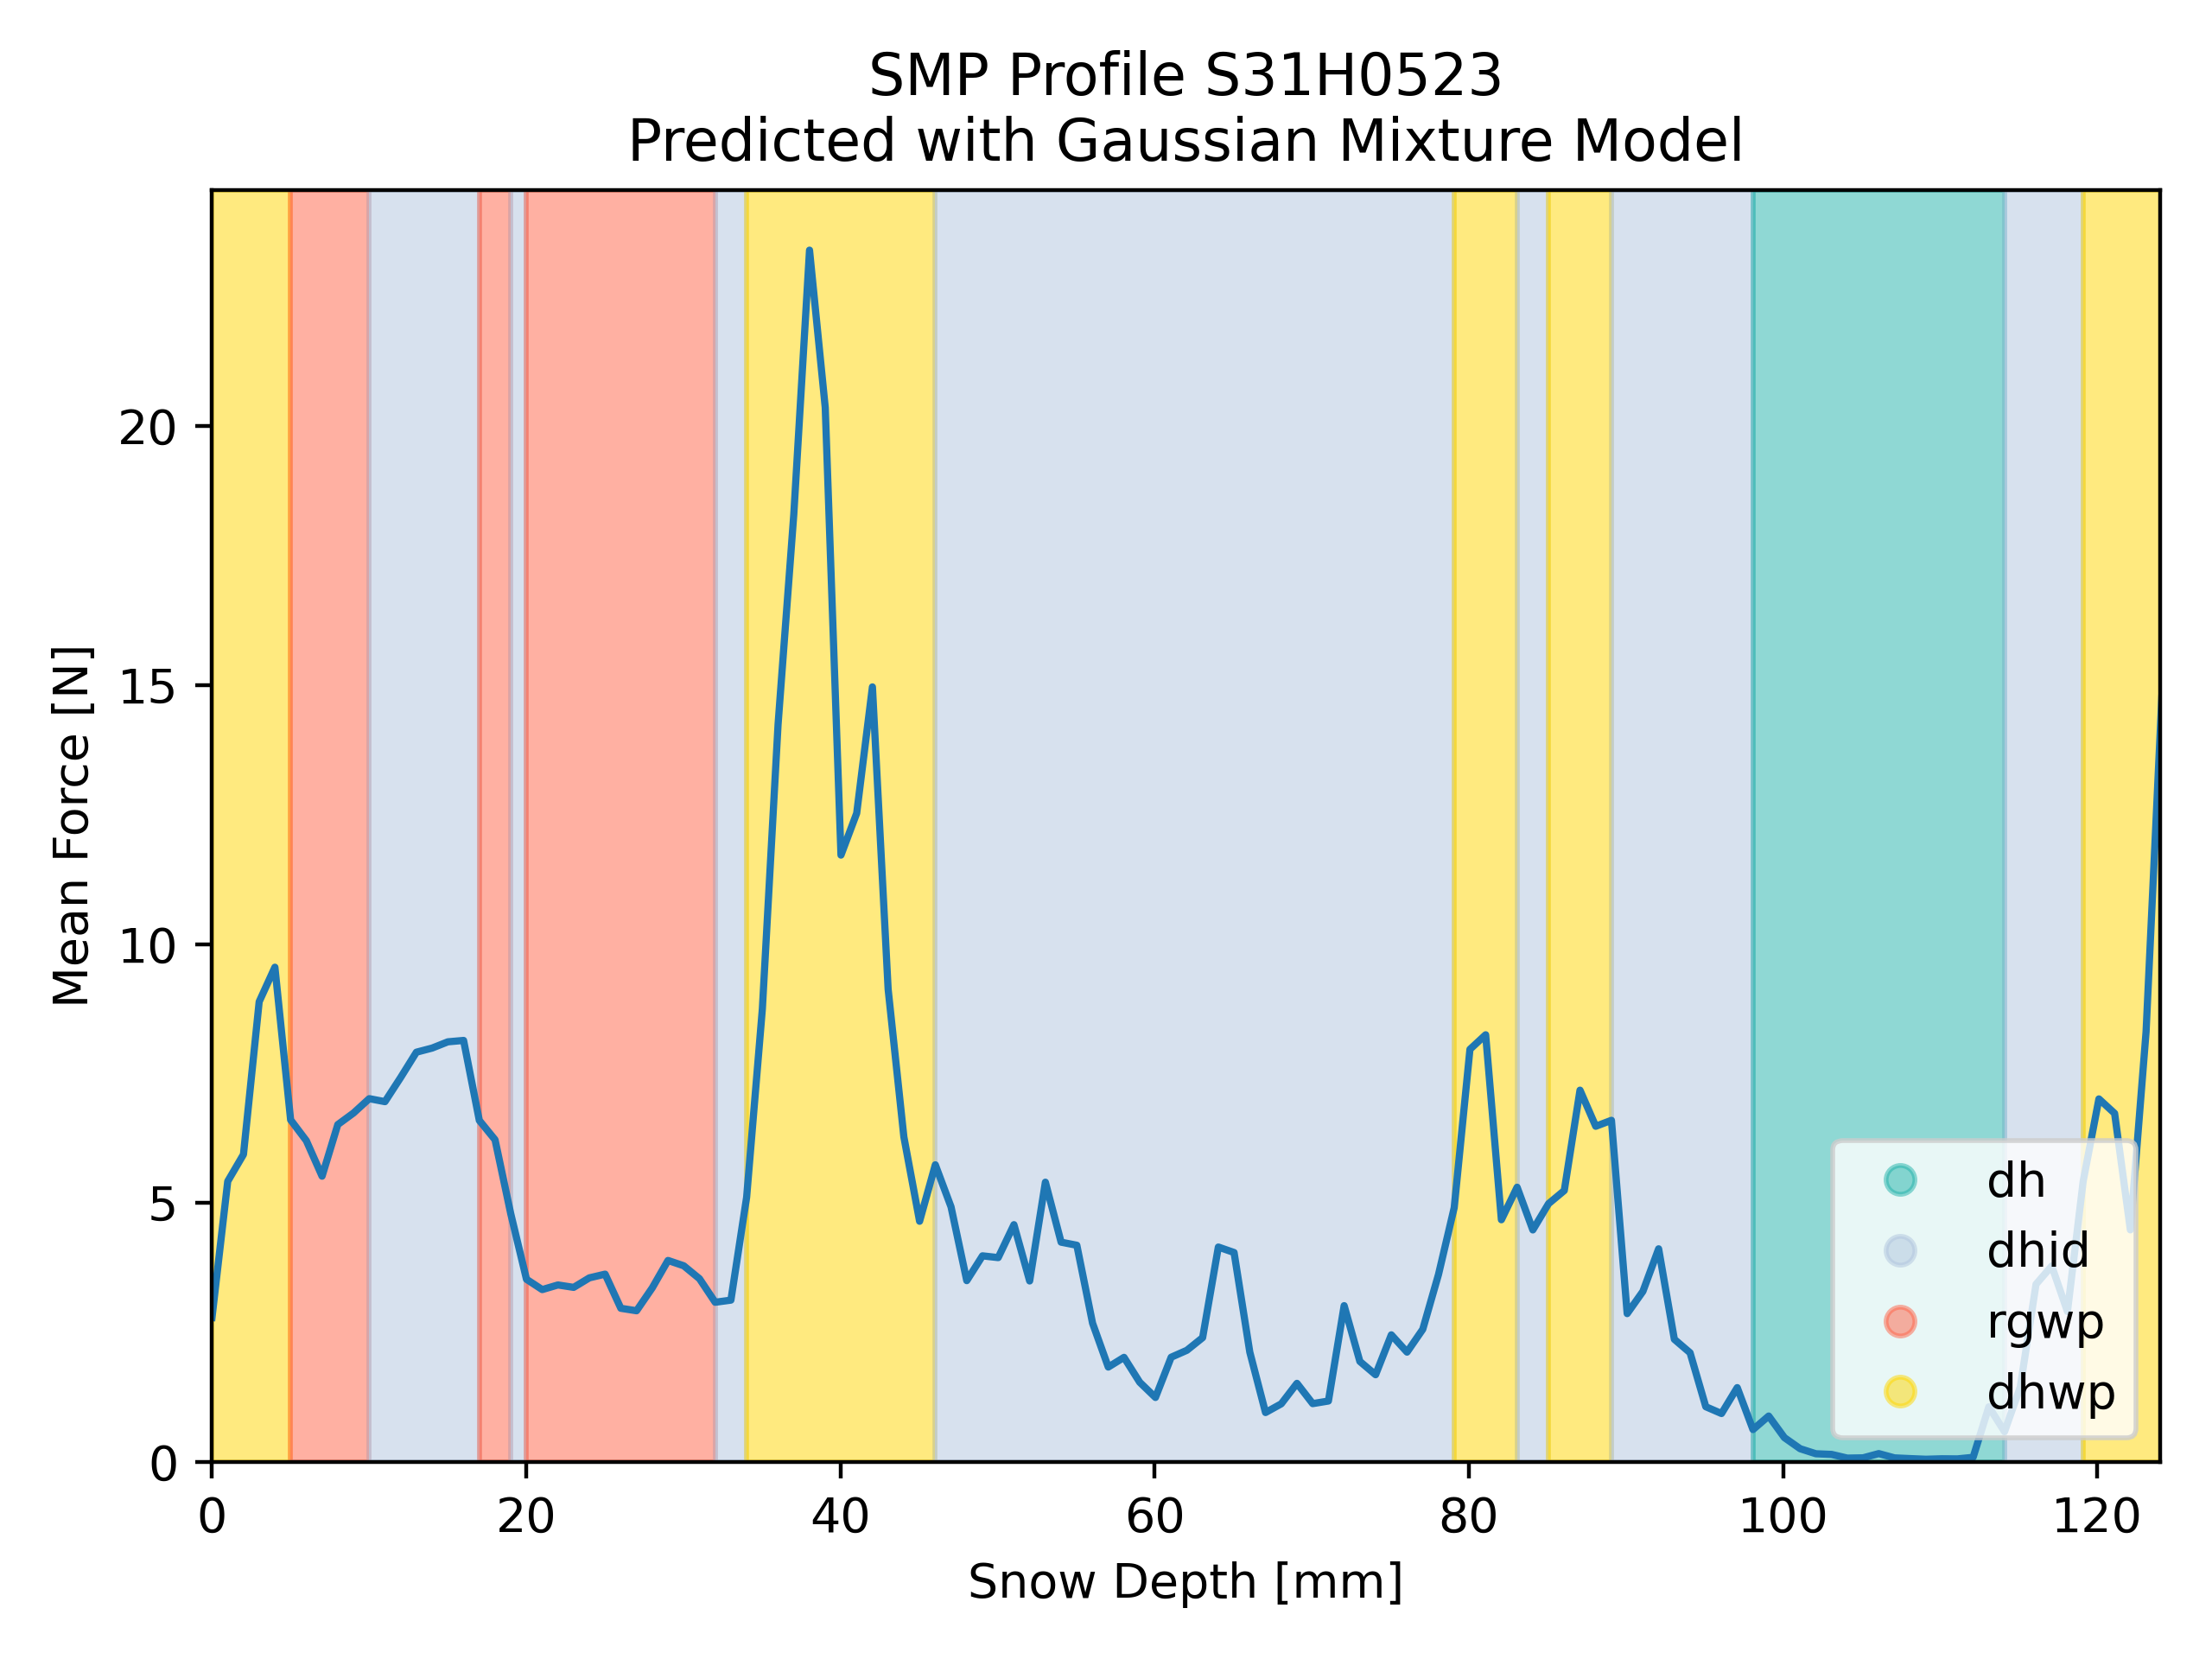 SMP Profile S31H0523
Predicted with Gaussian Mixture Model
Mean Force [N]
20
15
10
5
0
0 20 40 60 80 100 120
Snow Depth [mm]
dh
dhid
rgwp
dhwp